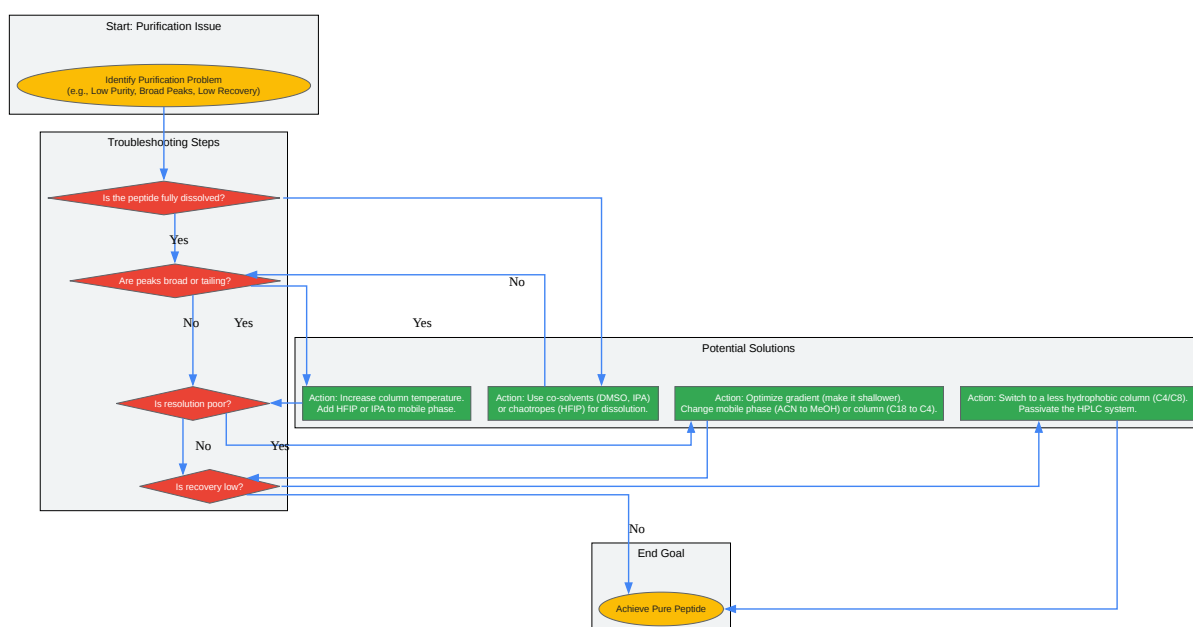 Start: Purification Issue
Identify Purification Problem
(e.g., Low Purity, Broad Peaks, Low Recovery)
Troubleshooting Steps
Is the peptide fully dissolved?
Yes
Are peaks broad or tailing?
No
No
Yes
Yes
Potential Solutions
Is resolution poor?
Action: Increase column temperature.
Add HFIP or IPA to mobile phase.
Action: Use co-solvents (DMSO, IPA)
or chaotropes (HFIP) for dissolution.
Action: Optimize gradient (make it shallower).
Change mobile phase (ACN to MeOH) or column (C18 to C4).
Action: Switch to a less hydrophobic column (C4/C8).
Passivate the HPLC system.
No
Yes
Is recovery low?
No
End Goal
Achieve Pure Peptide